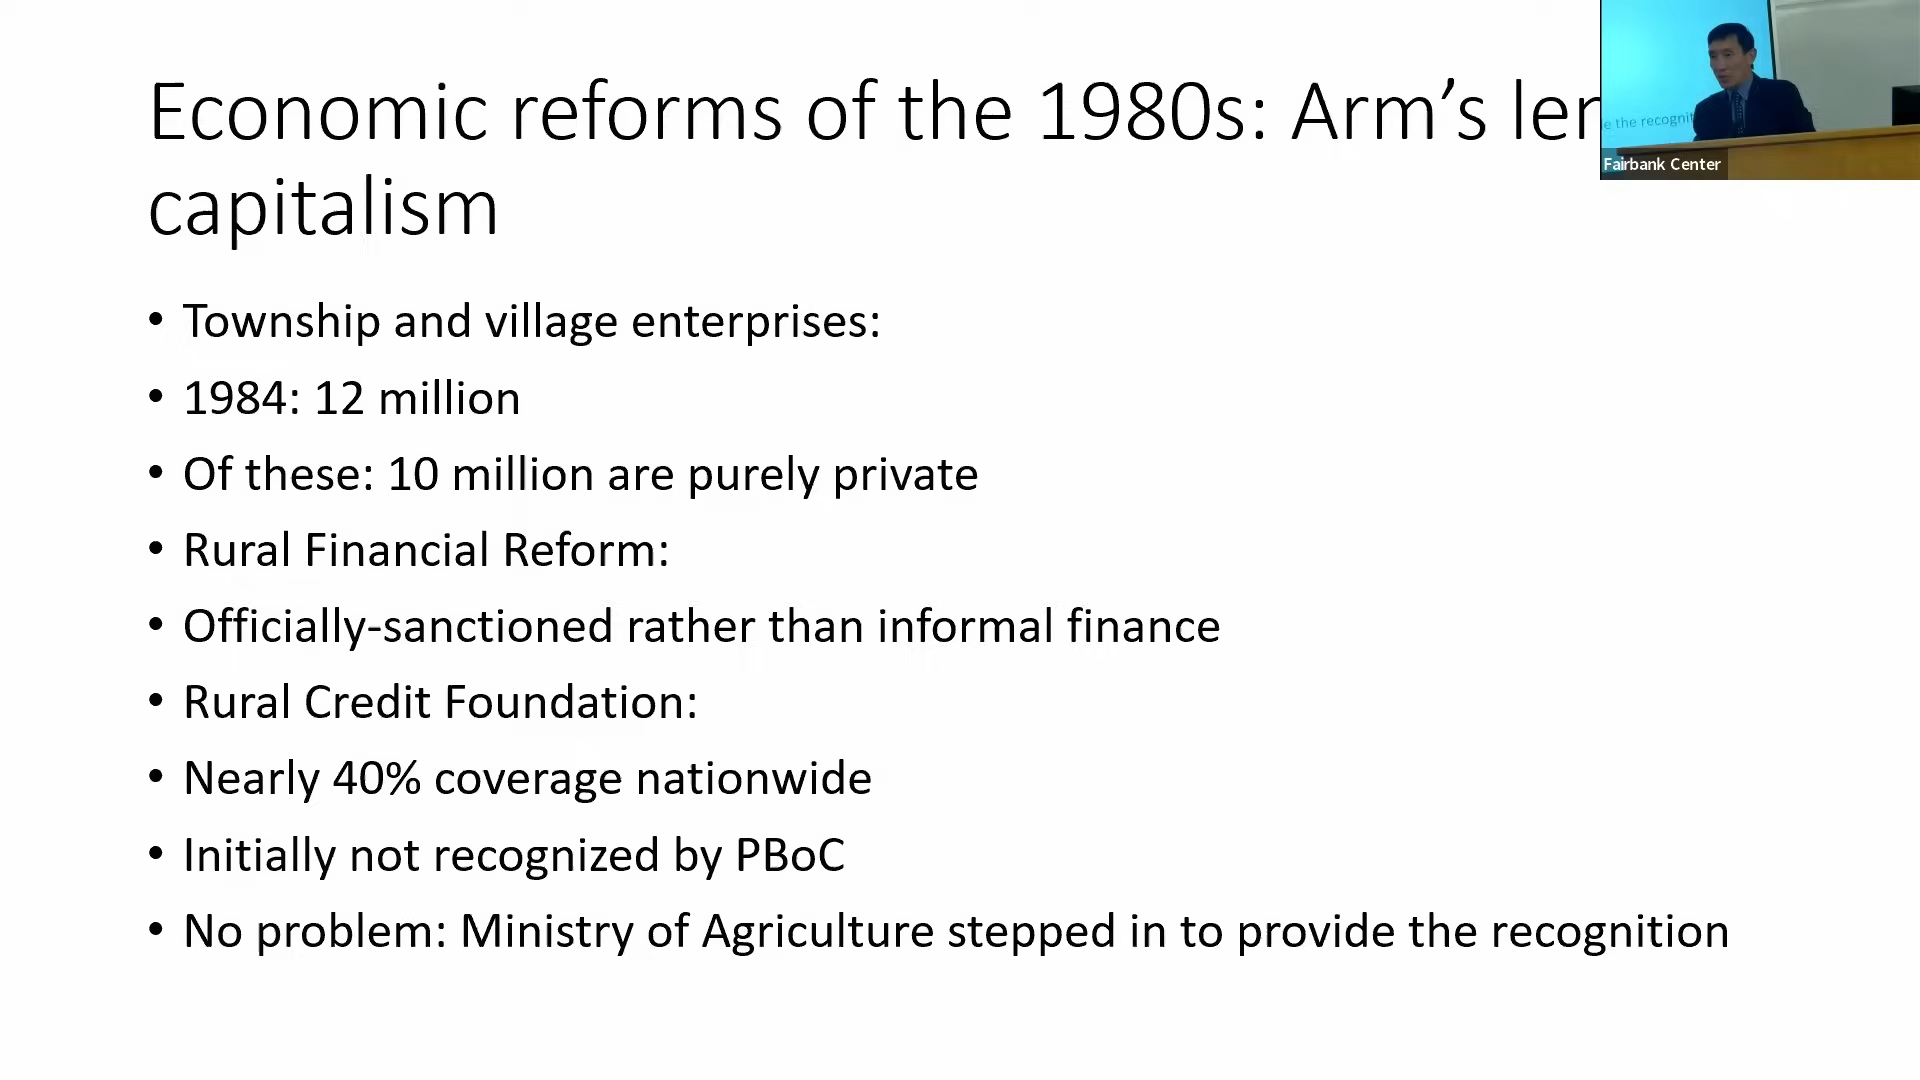 Economic reforms of the 1980s: Arm’s len
capitalism
• Township and village enterprises:
• 1984: 12 million
• Of these: 10 million are purely private
• Rural Financial Reform:
• Officially-sanctioned rather than informal finance
• Rural Credit Foundation:
• Nearly 40% coverage nationwide
• Initially not recognized by PBoC
• No problem: Ministry of Agriculture stepped in to provide the recognition
e the recognit
Fairbank Center